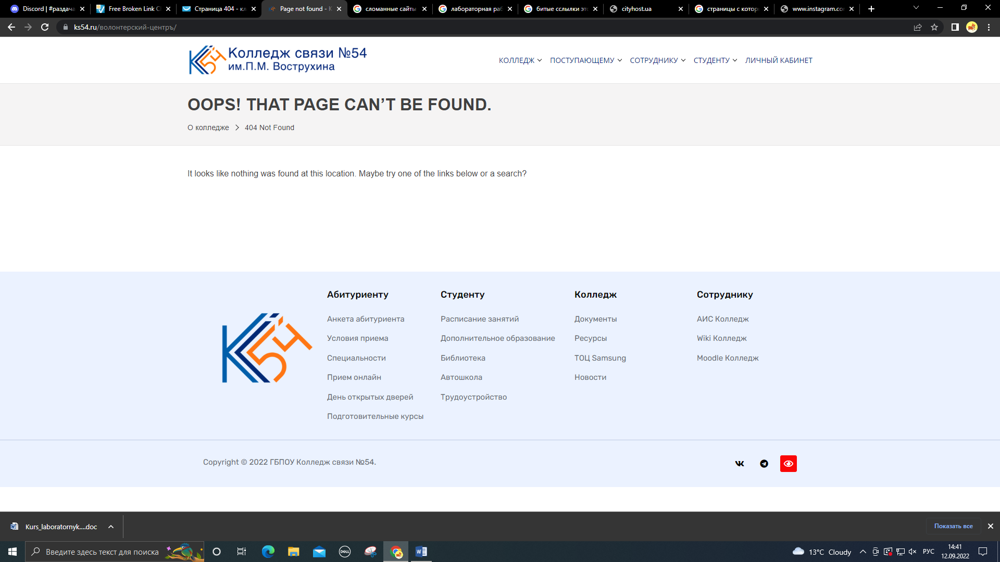 Discord | #раздача
Free Broken Link C
Страница 404 - кл
Page not found - К
сломанные сайты
лабораторная раб
битые сслылки это
cityhost.ua
страницы с котор
www.instagram.co
ks54.ru/волонтерский-центръ/
Колледж связи №54
им.П.М. Вострухина
КОЛЛЕДЖ
ПОСТУПАЮЩЕМУ
СОТРУДНИКУ
СТУДЕНТУ
ЛИЧНЫЙ КАБИНЕТ
OOPS! THAT PAGE CAN’T BE FOUND.
О колледже > 404 Not Found
It looks like nothing was found at this location. Maybe try one of the links below or a search?
Абитуриенту
Анкета абитуриента
Условия приема
Специальности
Прием онлайн
День открытых дверей
Подготовительные курсы
Студенту
Расписание занятий
Дополнительное образование
Библиотека
Автошкола
Трудоустройство
Колледж
Документы
Ресурсы
ТОЦ Samsung
Новости
Сотруднику
АИС Колледж
Wiki Колледж
Moodle Колледж
Copyright © 2022 ГБПОУ Колледж связи №54.
Kurs_laboratornyk....doc
Показать все
Введите здесь текст для поиска
DELL
13°C Cloudy
РУС
14:41
12.09.2022